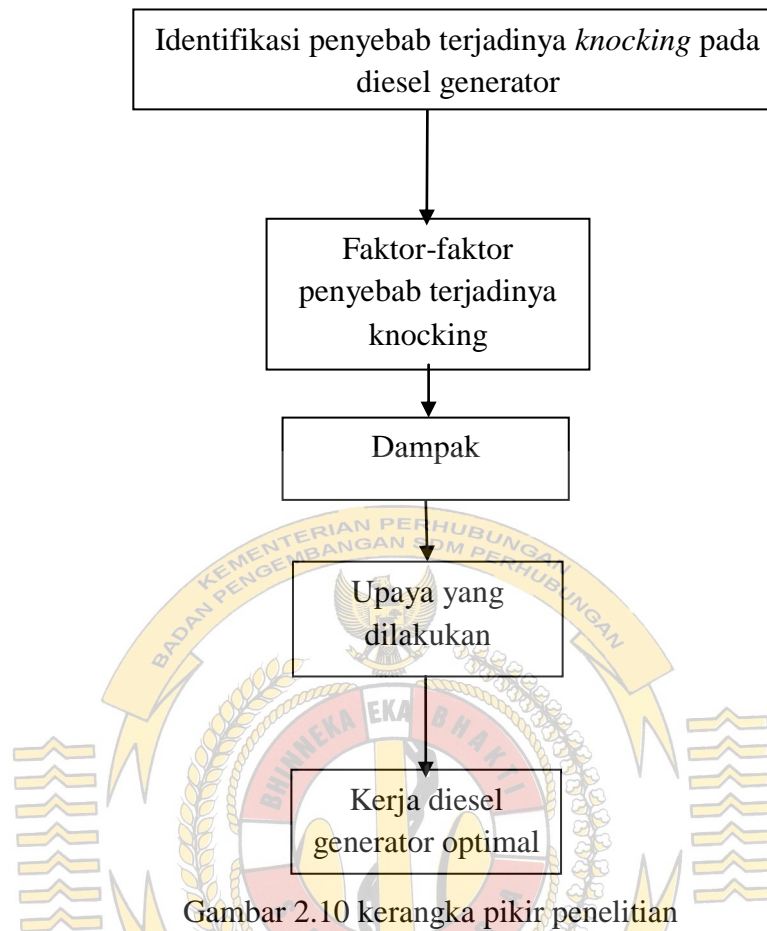 Identifikasi penyebab terjadinya knocking pada
diesel generator
Faktor-faktor
penyebab terjadinya
knocking
Dampak
KEMENTERIAN PERHUBUNGAN
BADAN PENGEMBANGAN SDM PERHUBUNGAN
Upaya yang
dilakukan
BHINNEKA EKA BHAKTI
Kerja diesel
generator optimal
Gambar 2.10 kerangka pikir penelitian